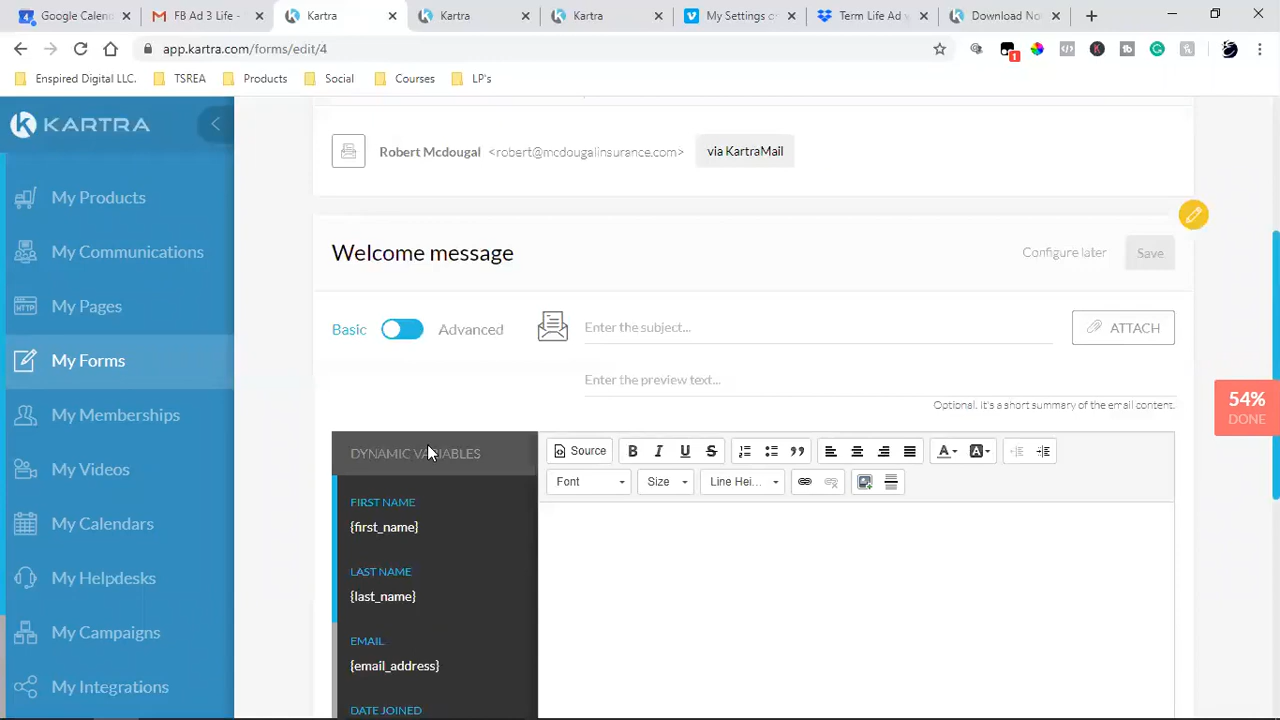 Google Calenda
FB Ad 3 Life -
Kartra
Kartra
Kartra
My Settings o
Term Life Ad
Download No
app.kartra.com/forms/edit/4
1
Enspired Digital LLC.
TSREA
Products
Social
Courses
LP's
KARTRA
My Products
My Communications
My Pages
My Forms
My Memberships
My Videos
My Calendars
My Helpdesks
My Campaigns
My Integrations
Robert Mcdougal <robert@mcdougalinsurance.com>
via KartraMail
Welcome message
Configure later
Save
Basic
Advanced
Enter the subject...
ATTACH
Enter the preview text...
Optional. It's a short summary of the email content.
54%
DONE
DYNAMIC VARIABLES
FIRST NAME
{first_name}
LAST NAME
{last_name}
EMAIL
{email_address}
DATE JOINED
Source
B I U S
Font
Size
Line Hei...